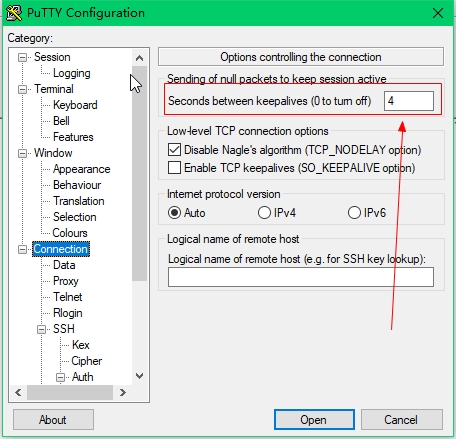 PuTTY Configuration
Category:
Session
Logging
Terminal
Keyboard
Bell
Features
Window
Appearance
Behaviour
Translation
Selection
Colours
Connection
Data
Proxy
Telnet
Rlogin
SSH
Kex
Cipher
Auth
Options controlling the connection
Sending of null packets to keep session active
Seconds between keepalives (0 to turn off) 4
Low-level TCP connection options
Disable Nagle's algorithm (TCP_NODELAY option)
Enable TCP keepalives (SO_KEEPALIVE option)
Internet protocol version
Auto IPv4 IPv6
Logical name of remote host
Logical name of remote host (e.g. for SSH key lookup):
About Open Cancel